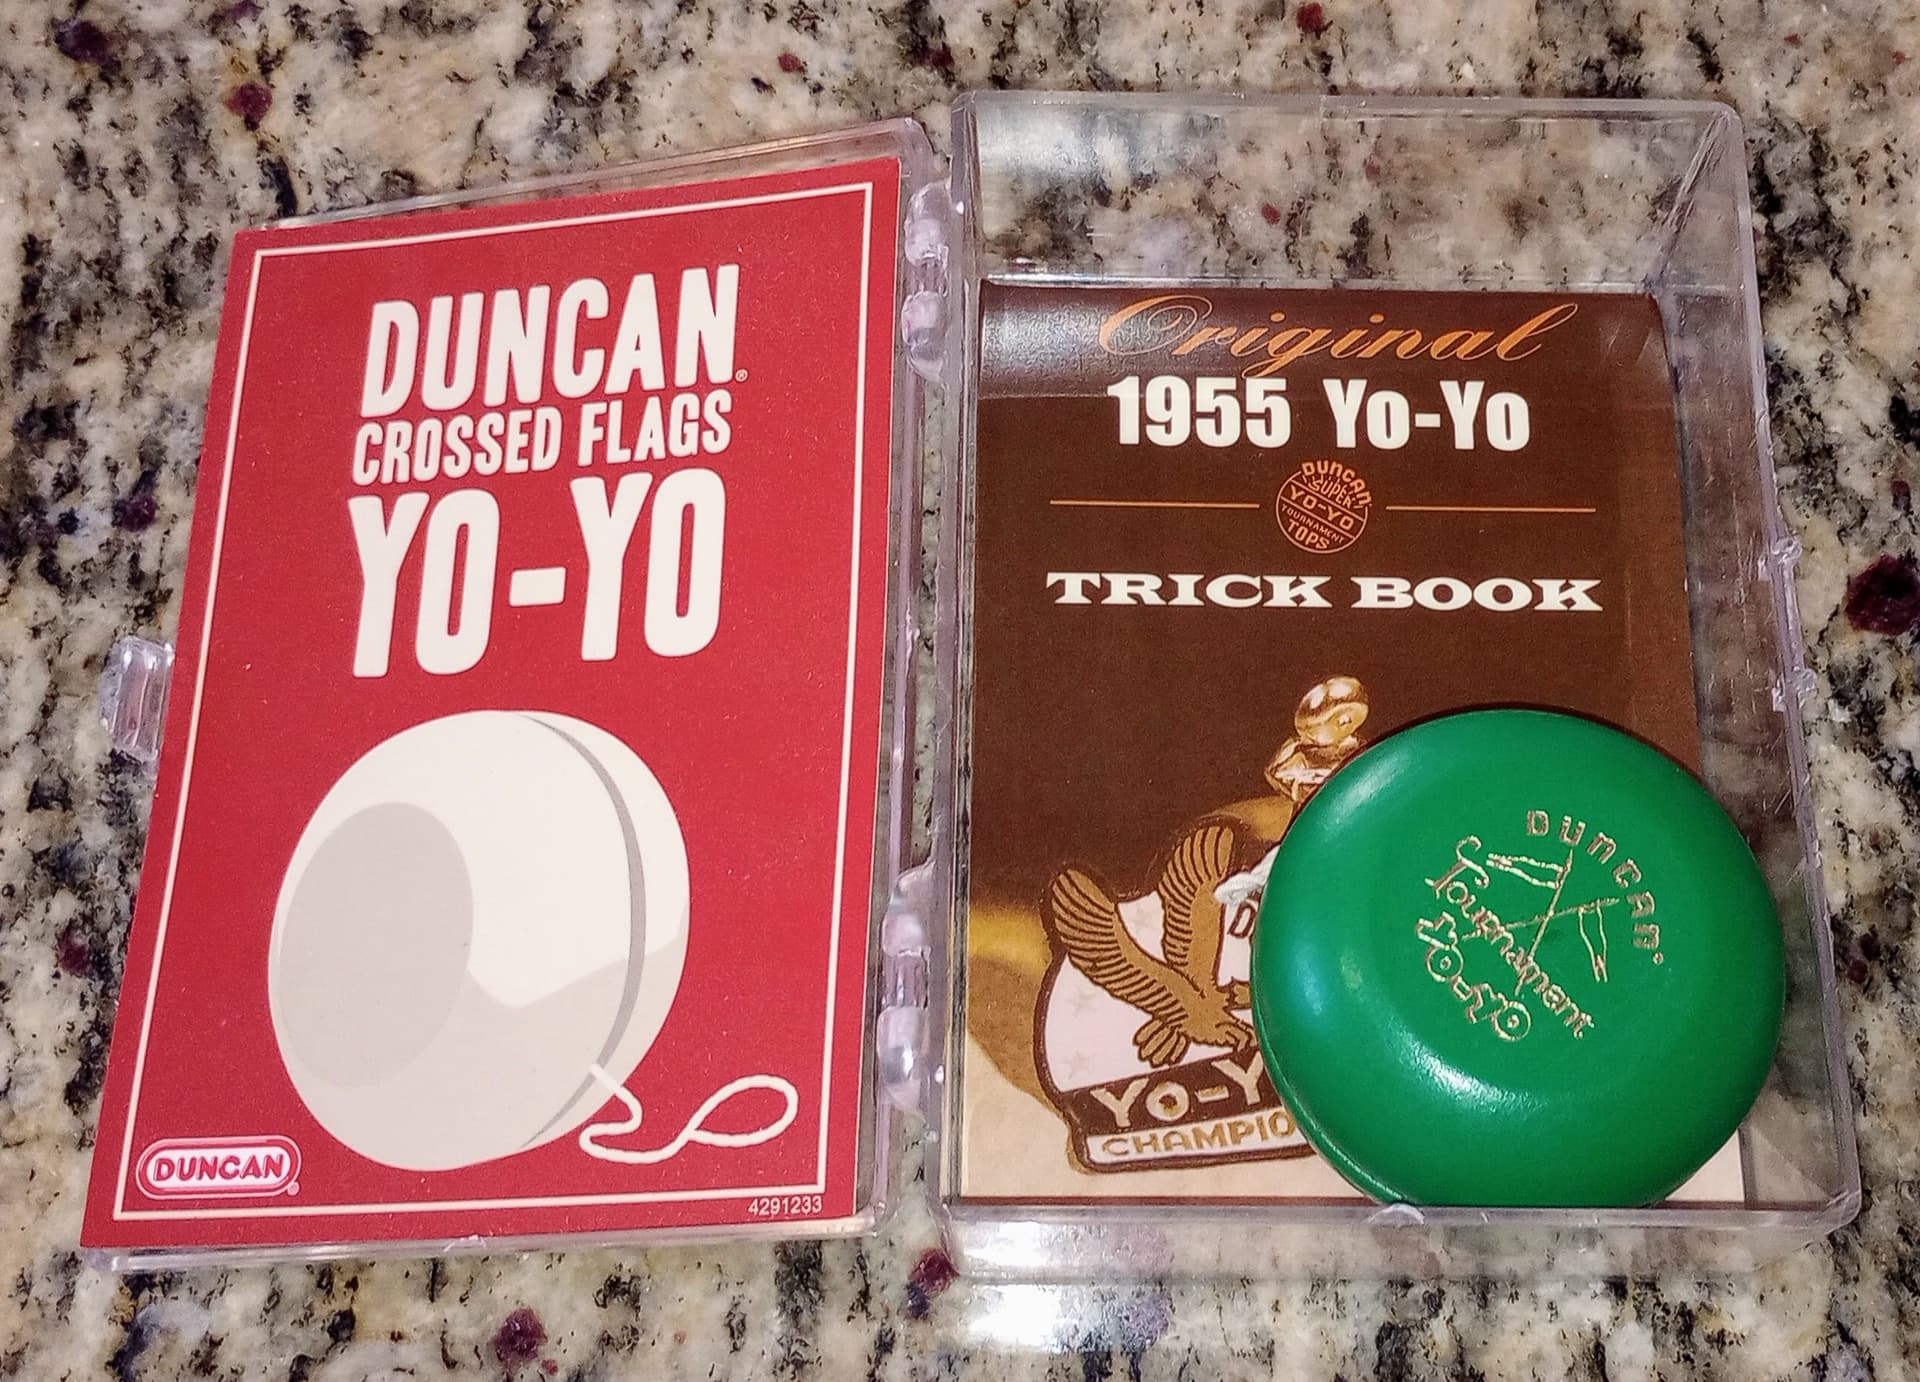 DUNCAN®
CROSSED FLAGS
YO-YO
DUNCAN®
4291233
Original
1955 Yo-Yo
DUNCAN
SUPER
YO-YO
TOURNAMENT
TOPS
TRICK BOOK
D
YO-Y
CHAMPIO
DUNCAN®
Tournament
YO-YO